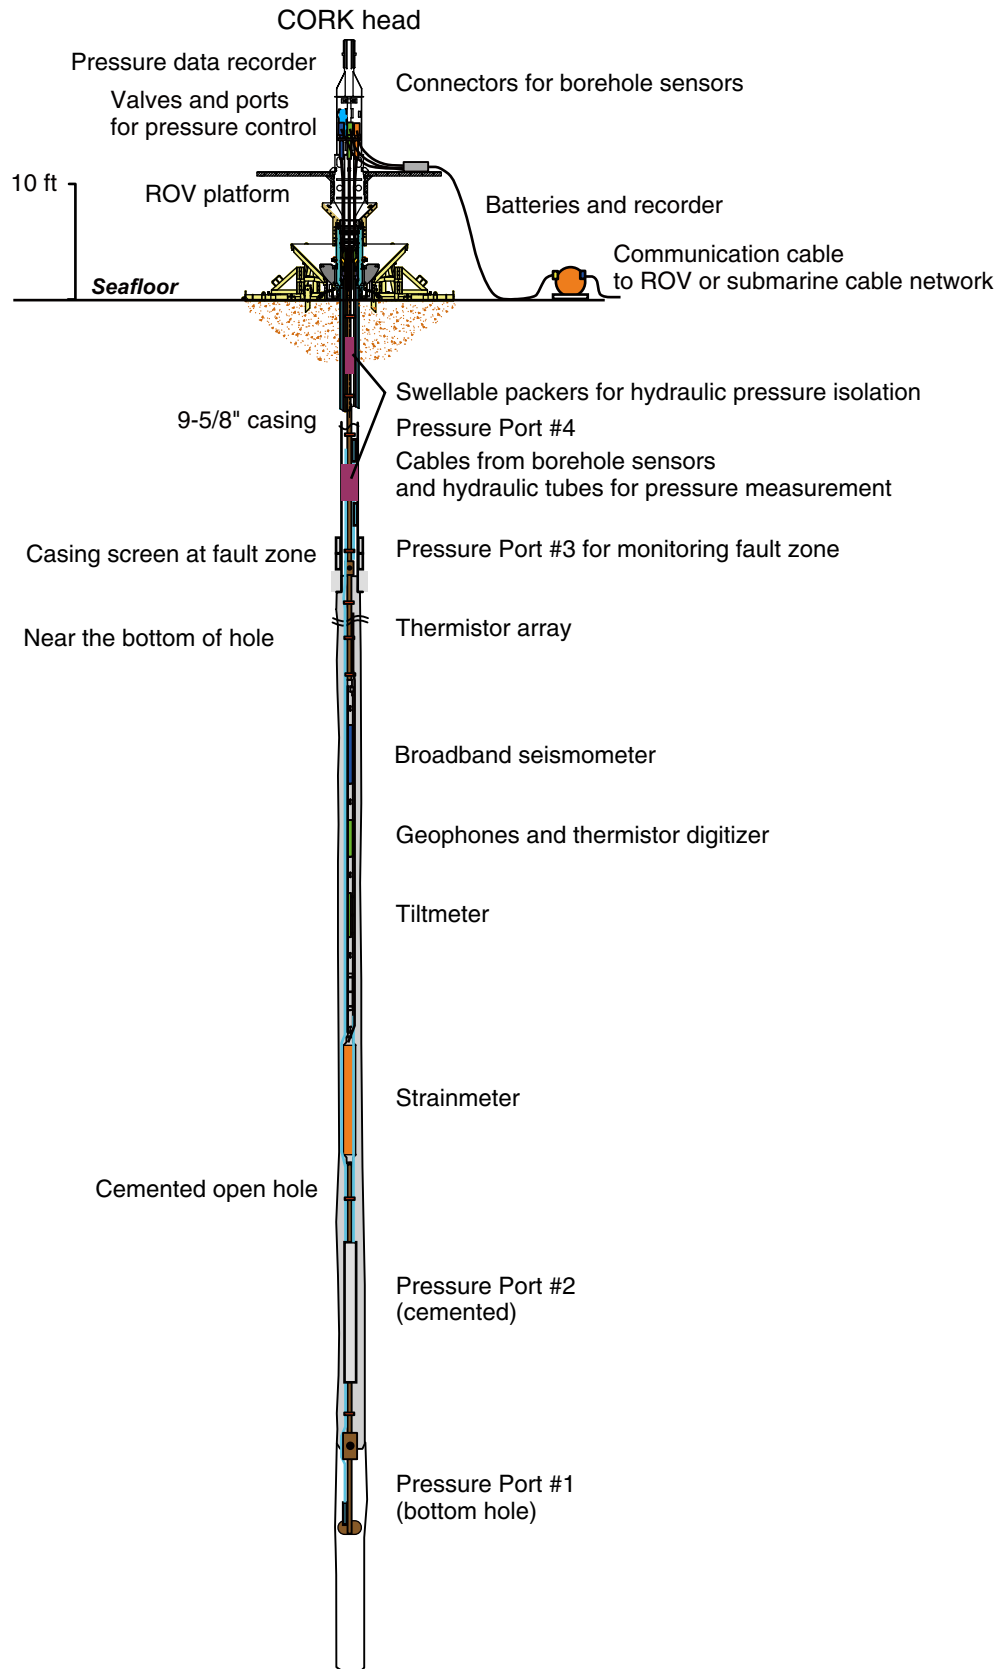 CORK head
Pressure data recorder
Connectors for borehole sensors
Valves and ports
for pressure control
10 ft
ROV platform
Batteries and recorder
Communication cable
to ROV or submarine cable network
Seafloor
Swellable packers for hydraulic pressure isolation
9-5/8" casing
Pressure Port #4
Cables from borehole sensors
and hydraulic tubes for pressure measurement
Casing screen at fault zone
Pressure Port #3 for monitoring fault zone
Near the bottom of hole
Thermistor array
Broadband seismometer
Geophones and thermistor digitizer
Tiltmeter
Strainmeter
Cemented open hole
Pressure Port #2
(cemented)
Pressure Port #1
(bottom hole)